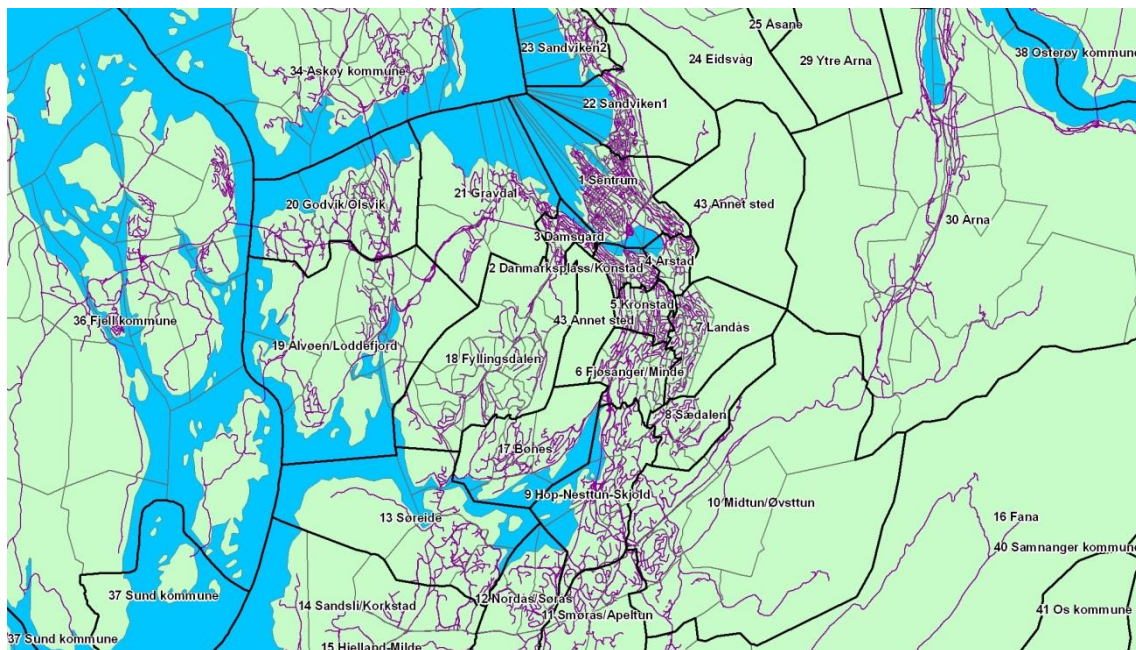 25 Asane
23 Sandviken2
24 Eidsvåg
38 Osterøy kommune
29 Ytre Arna
34 Askøy kommune
22 Sandviken1
1 Sentrum
21 Gravdal
20 Godvik/Olsvik
43 Annet sted
30 Arna
3 Damsgård
4 Årstad
2 Danmarksplass/Konstad
5 Kronstad
36 Fjell kommune
43 Annet sted
7 Landås
19 Alvøen/Loddefjord
18 Fyllingsdalen
6 Fjøsanger/Minde
8 Sædalen
17 Bønes
9 Hop-Nesttun-Skjold
10 Midtun/Øvsttun
13 Søreide
16 Fana
40 Samnanger kommune
37 Sund kommune
12 Nordås/Sørås
14 Sandsli/Korkstad
41 Os kommune
11 Smørås/Apeltun
37 Sund kommune
15 Hjelland-Milde